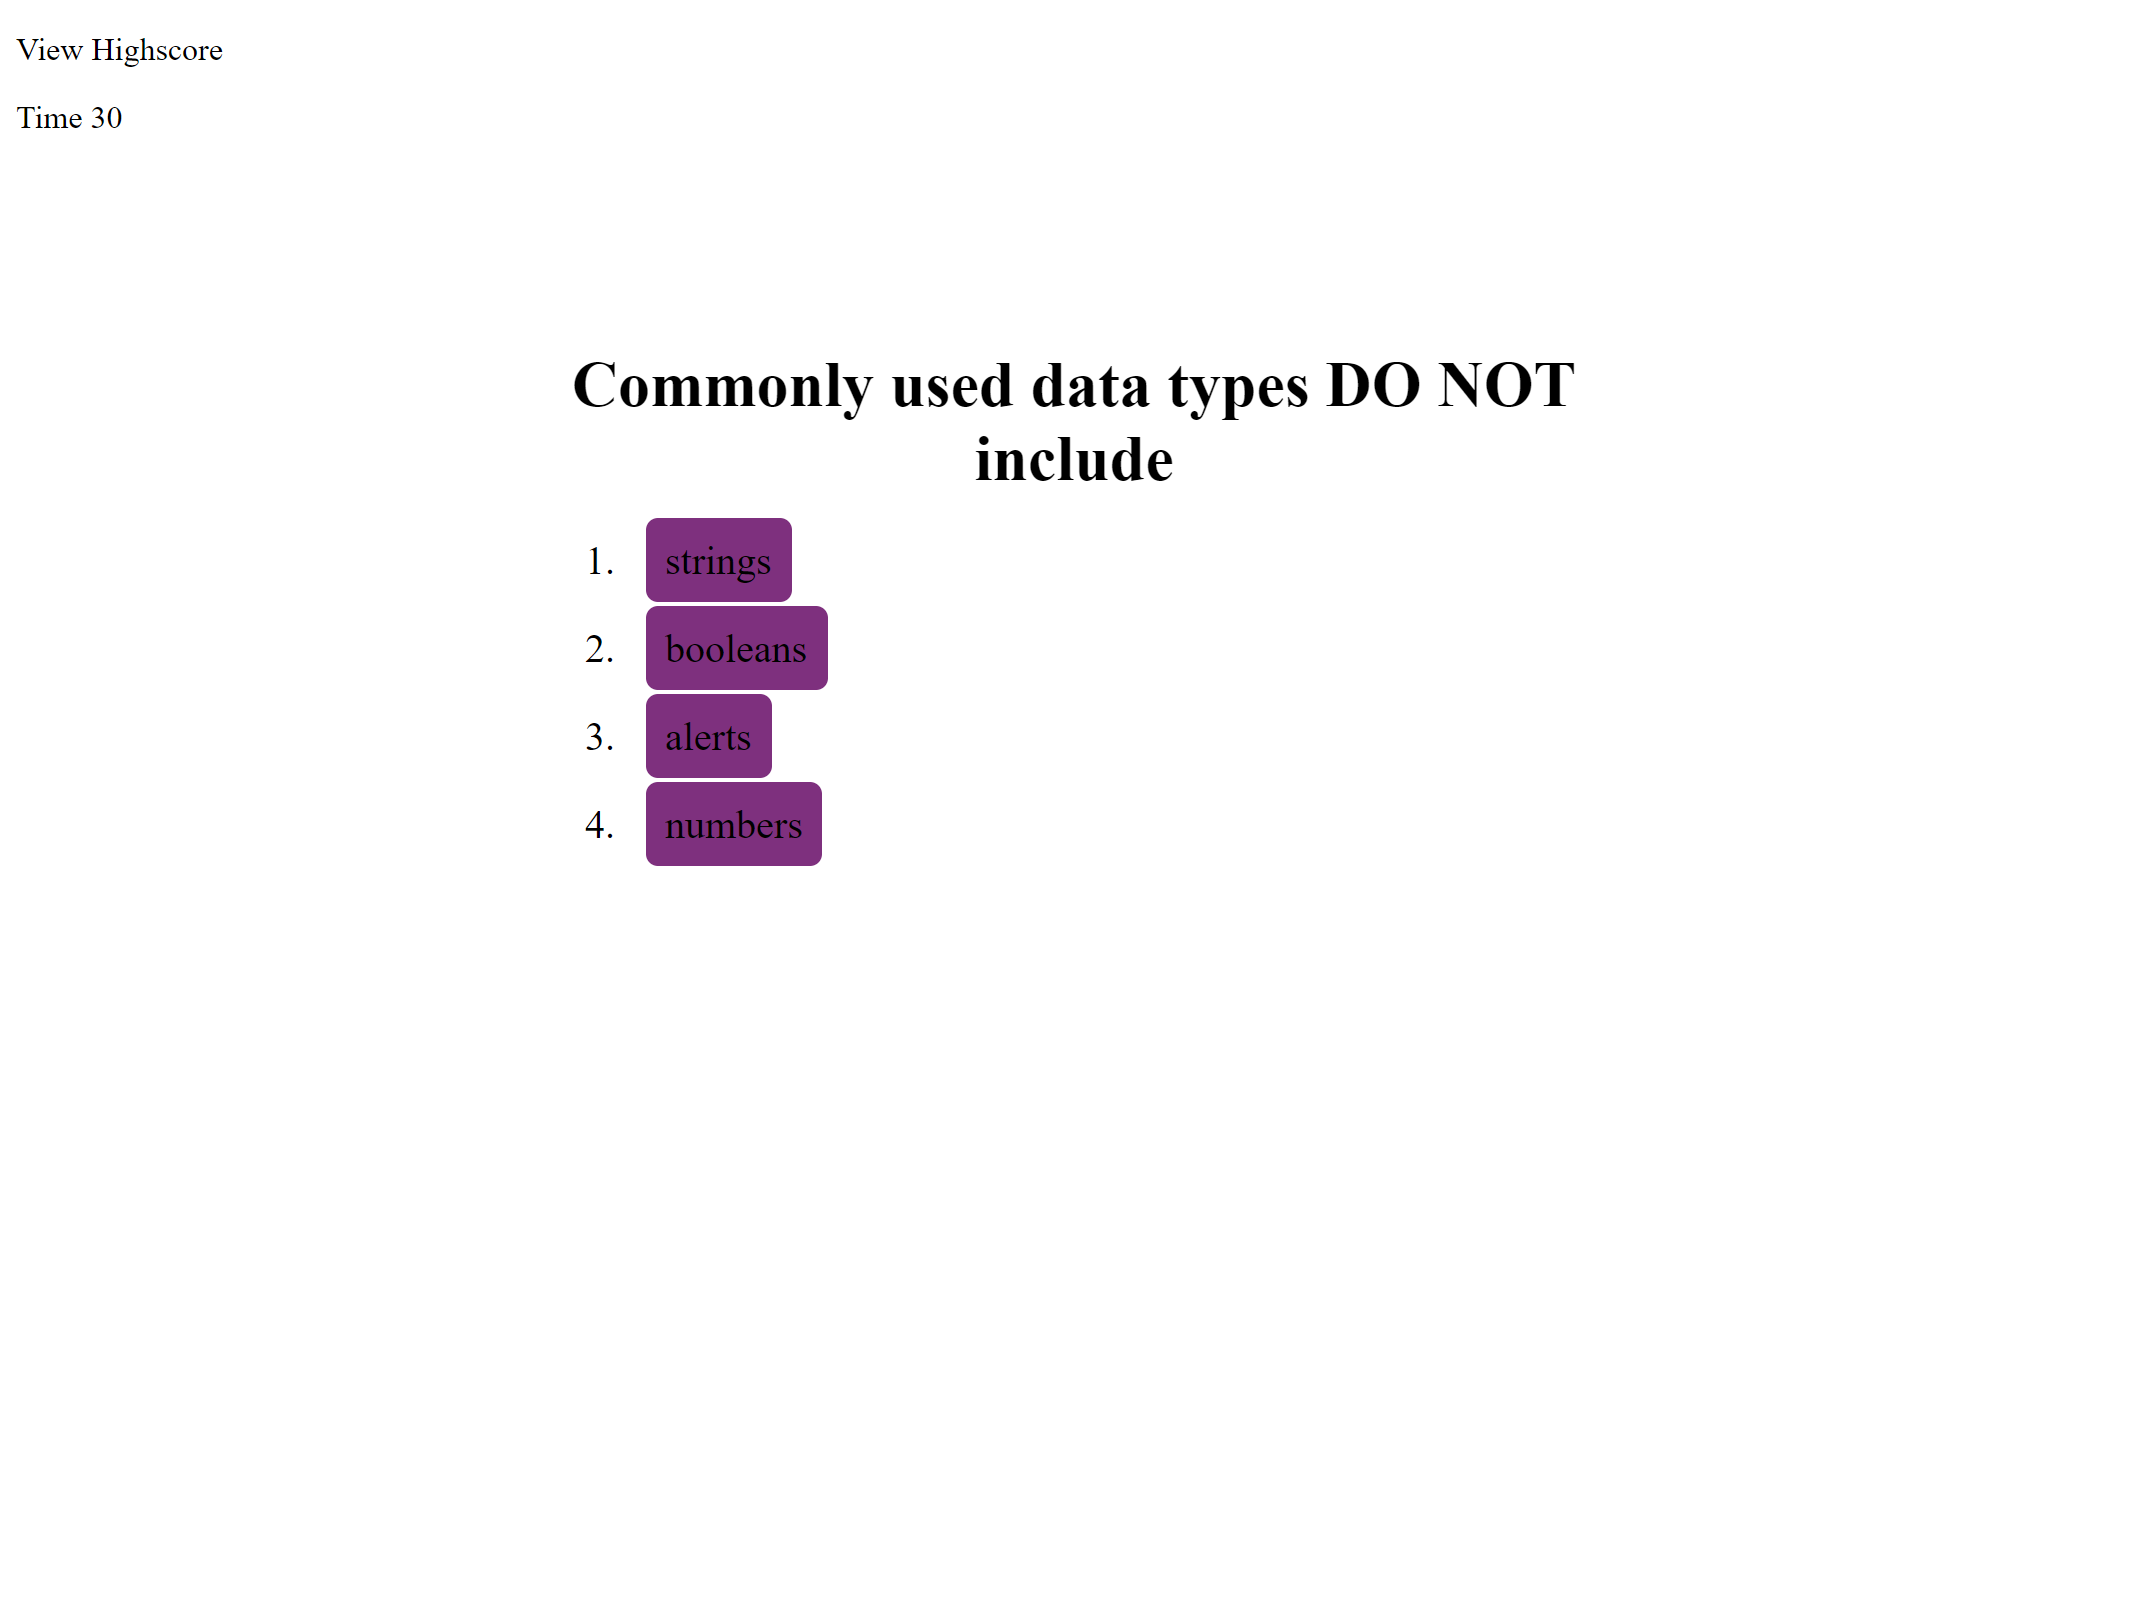 View Highscore
Time 30
Commonly used data types DO NOT
include
1. strings
2. booleans
3. alerts
4. numbers